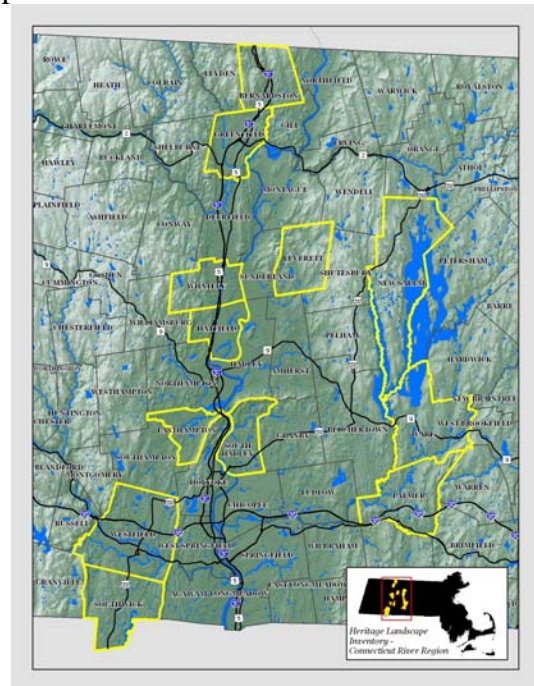 ROWE
HEATH
COLRAIN
LEYDEN
BERNARDSTON
NORTHFIELD
WARWICK
ROYALSTON
CHARLEMONT
SHELBURNE
GREENFIELD
GILL
ERVING
ORANGE
ATHOL
HAWLEY
BUCKLAND
PHILLIPSTON
MONTAGUE
WENDELL
PLAINFIELD
ASHFIELD
CONWAY
DEERFIELD
LEVERETT
SHUTESBURY
NEW SALEM
PETERSHAM
GOSHEN
CUMMINGTON
WHATELY
SUNDERLAND
BARRE
CHESTERFIELD
WILLIAMSBURG
HATFIELD
PELHAM
HARDWICK
WORTHINGTON
HADLEY
AMHERST
WESTHAMPTON
NORTHAMPTON
NEW BRAINTREE
HUNTINGTON
CHESTER
EASTHAMPTON
SOUTH
HADLEY
GRANBY
BELCHERTOWN
WARE
WEST BROOKFIELD
SOUTHAMPTON
BLANDFORD
MONTGOMERY
HOLYOKE
LUDLOW
PALMER
WARREN
RUSSELL
CHICOPEE
WESTFIELD
WEST SPRINGFIELD
SPRINGFIELD
WILBRAHAM
BRIMFIELD
GRANVILLE
SOUTHWICK
AGAWAM
LONGMEADOW
EAST LONGMEADOW
HAMP
Heritage Landscape
Inventory -
Connecticut River Region